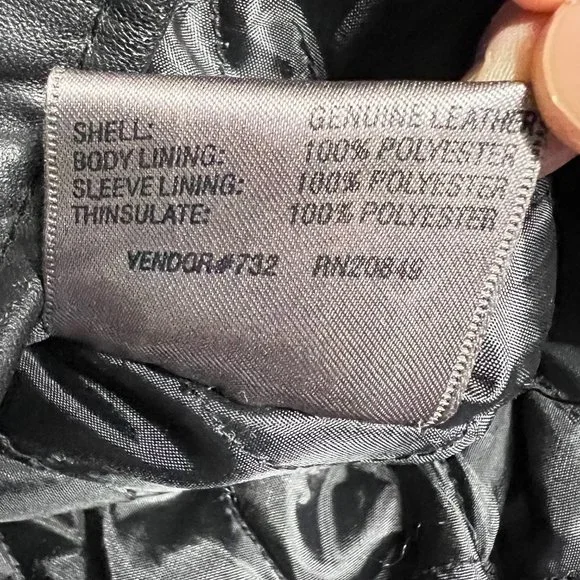 SHELL: GENUINE LEATHER
BODY LINING: 100% POLYESTER
SLEEVE LINING: 100% POLYESTER
THINSULATE: 100% POLYESTER
VENDOR#732 RN20849